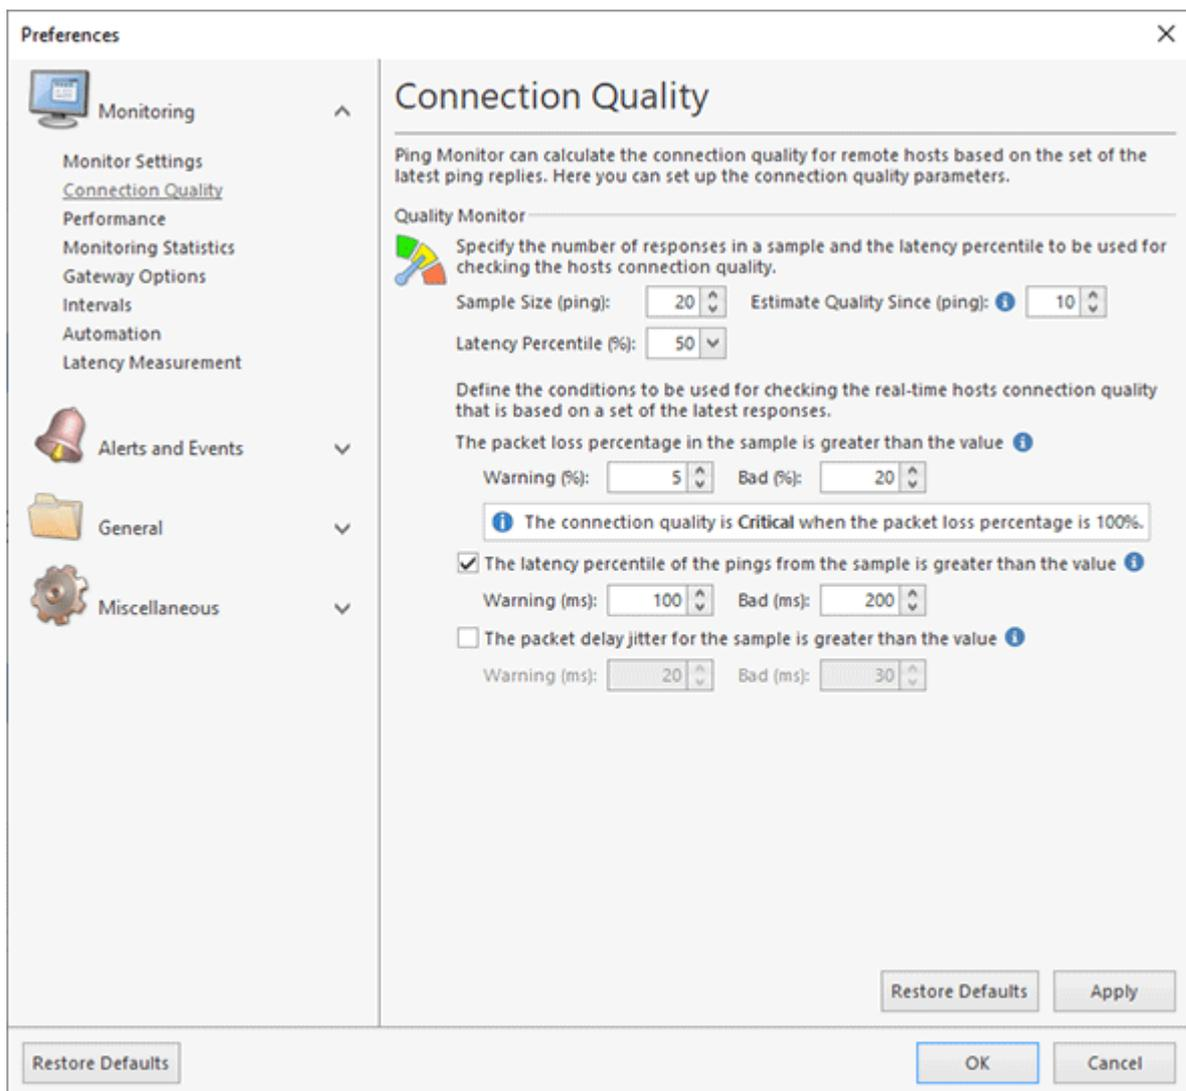 Preferences
Monitoring
Monitor Settings
Connection Quality
Performance
Monitoring Statistics
Gateway Options
Intervals
Automation
Latency Measurement
Alerts and Events
General
Miscellaneous
Connection Quality
Ping Monitor can calculate the connection quality for remote hosts based on the set of the
latest ping replies. Here you can set up the connection quality parameters.
Quality Monitor
Specify the number of responses in a sample and the latency percentile to be used for
checking the hosts connection quality.
Sample Size (ping): 20 Estimate Quality Since (ping): 10
Latency Percentile (%): 50
Define the conditions to be used for checking the real-time hosts connection quality
that is based on a set of the latest responses.
The packet loss percentage in the sample is greater than the value
Warning (%): 5 Bad (%): 20
The connection quality is Critical when the packet loss percentage is 100%.
The latency percentile of the pings from the sample is greater than the value
Warning (ms): 100 Bad (ms): 200
The packet delay jitter for the sample is greater than the value
Warning (ms): 20 Bad (ms): 30
Restore Defaults Apply
Restore Defaults OK Cancel